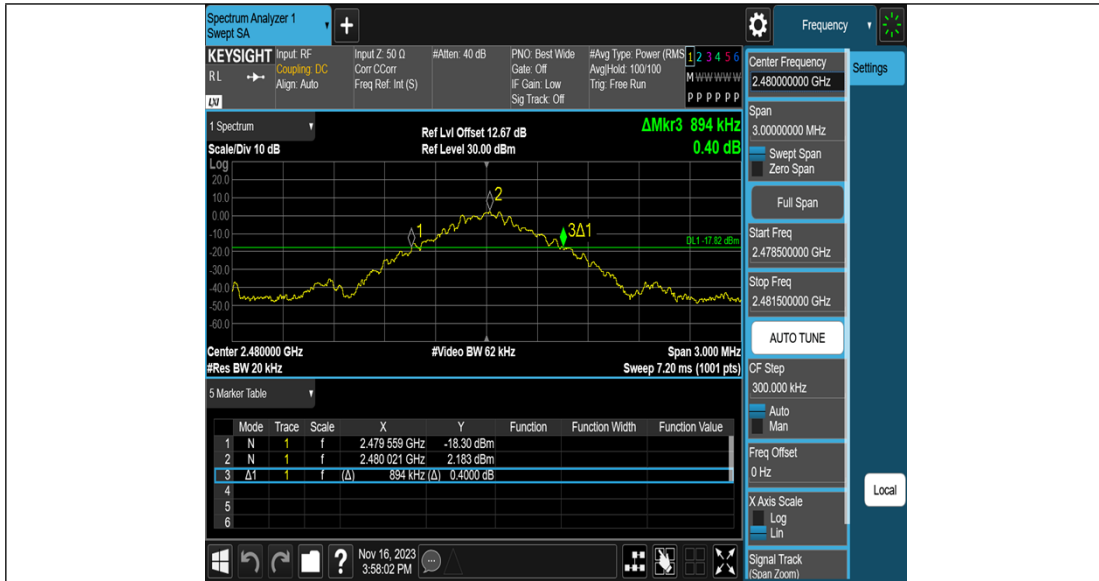 Spectrum Analyzer 1
Swept SA
+
Frequency
KEYSIGHT
RL
LXI
Input: RF
Coupling: DC
Align: Auto
Input Z: 50 Ω
Corr CCorr
Freq Ref: Int (S)
#Atten: 40 dB
PNO: Best Wide
Gate: Off
IF Gain: Low
Sig Track: Off
#Avg Type: Power (RMS
Avg|Hold: 100/100
Trig: Free Run
1 2 3 4 5 6
M W W W W W
P P P P P P
1 Spectrum
Scale/Div 10 dB
Ref Lvl Offset 12.67 dB
Ref Level 30.00 dBm
ΔMkr3 894 kHz
0.40 dB
Log
20.0
10.0
0.00
-10.0
-20.0
-30.0
-40.0
-50.0
-60.0
1
2
3Δ1
DL1 -17.82 dBm
Center 2.480000 GHz
#Video BW 62 kHz
Span 3.000 MHz
#Res BW 20 kHz
Sweep 7.20 ms (1001 pts)
5 Marker Table
Mode Trace Scale X Y Function Function Width Function Value
1 N 1 f 2.479 559 GHz -18.30 dBm
2 N 1 f 2.480 021 GHz 2.183 dBm
3 Δ1 1 f (Δ) 894 kHz (Δ) 0.4000 dB
4
5
6
?
Nov 16, 2023
3:58:02 PM
Center Frequency
2.480000000 GHz
Settings
Span
3.00000000 MHz
Swept Span
Zero Span
Full Span
Start Freq
2.478500000 GHz
Stop Freq
2.481500000 GHz
AUTO TUNE
CF Step
300.000 kHz
Auto
Man
Freq Offset
0 Hz
X Axis Scale
Log
Lin
Signal Track
(Span Zoom)
Local